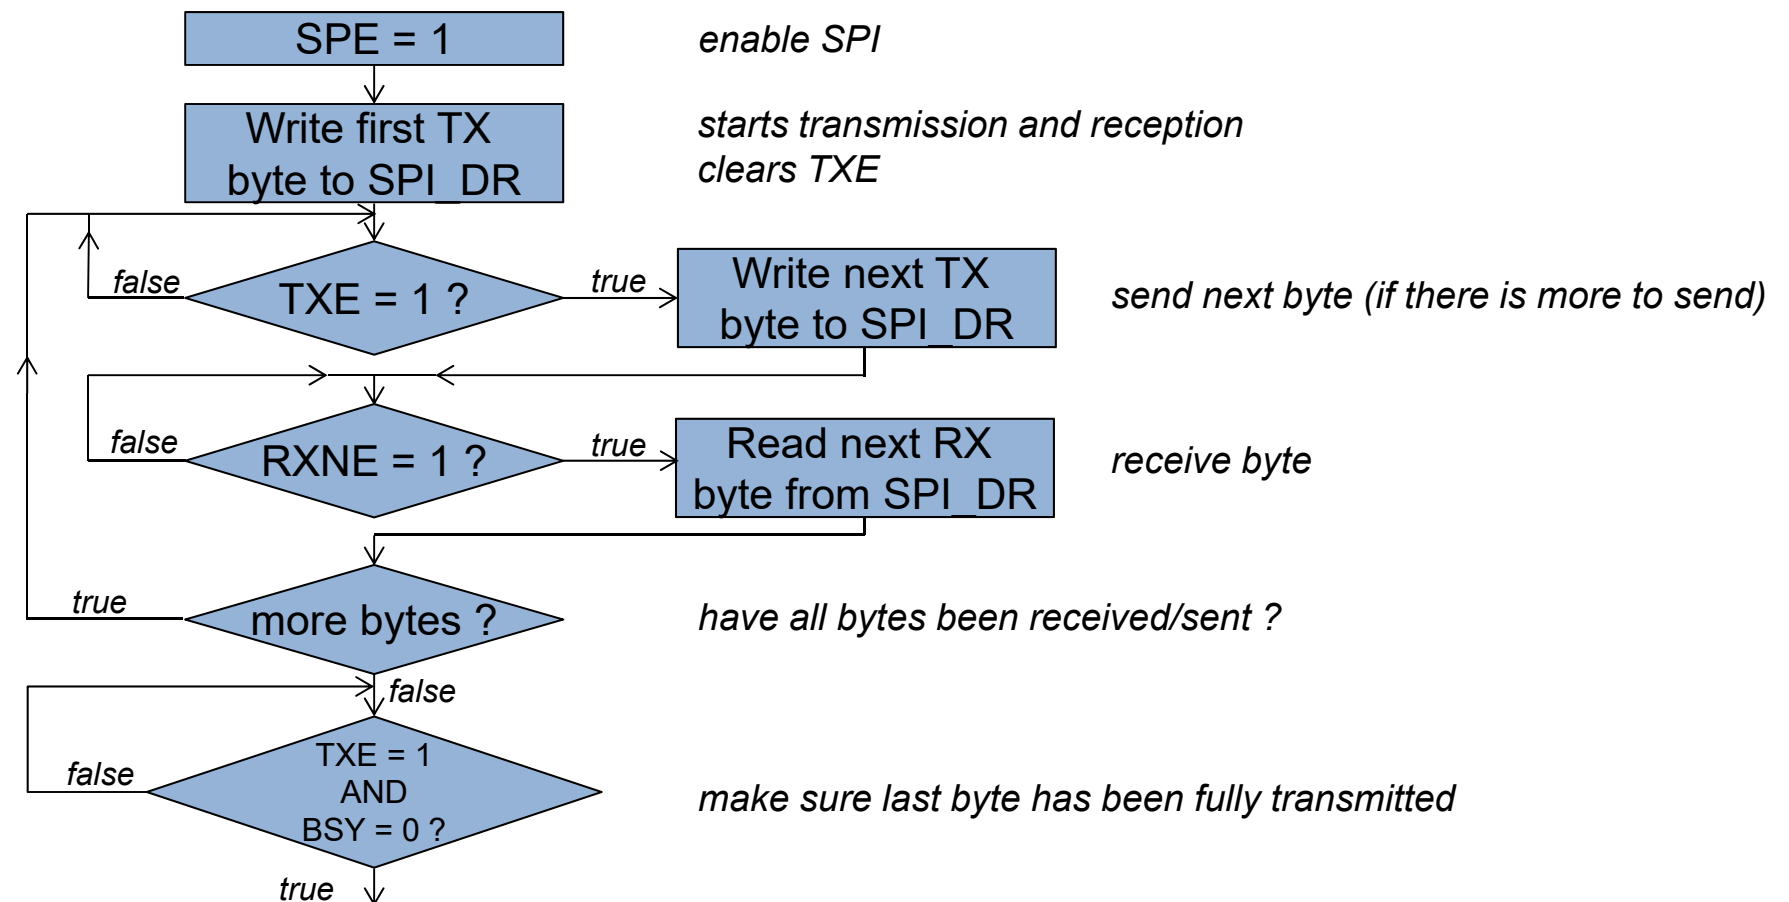 SPE = 1
enable SPI
Write first TX
byte to SPI_DR
starts transmission and reception
clears TXE
false
TXE = 1 ?
true
Write next TX
byte to SPI_DR
send next byte (if there is more to send)
false
RXNE = 1 ?
true
Read next RX
byte from SPI_DR
receive byte
true
more bytes ?
have all bytes been received/sent ?
false
false
TXE = 1
AND
BSY = 0 ?
make sure last byte has been fully transmitted
true